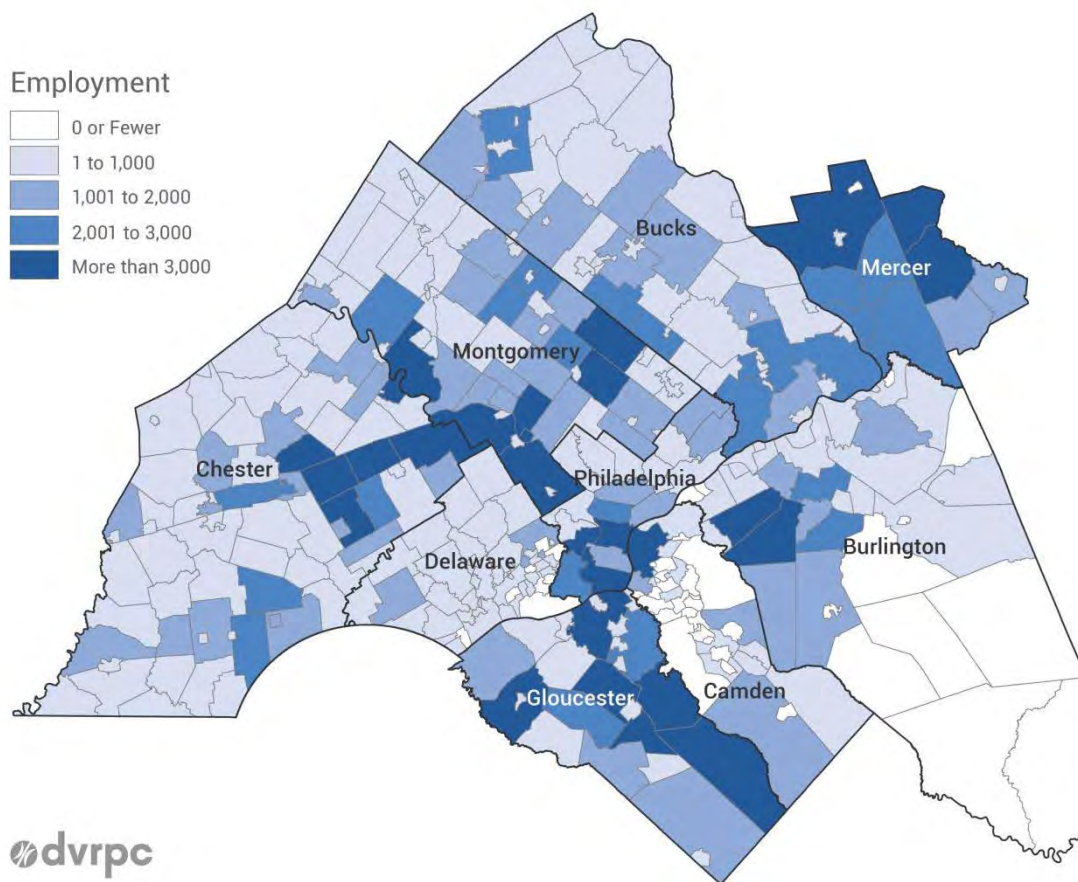 Employment
0 or Fewer
1 to 1,000
1,001 to 2,000
2,001 to 3,000
More than 3,000
Bucks
Mercer
Montgomery
Chester
Philadelphia
Delaware
Burlington
Gloucester
Camden
dvrpc